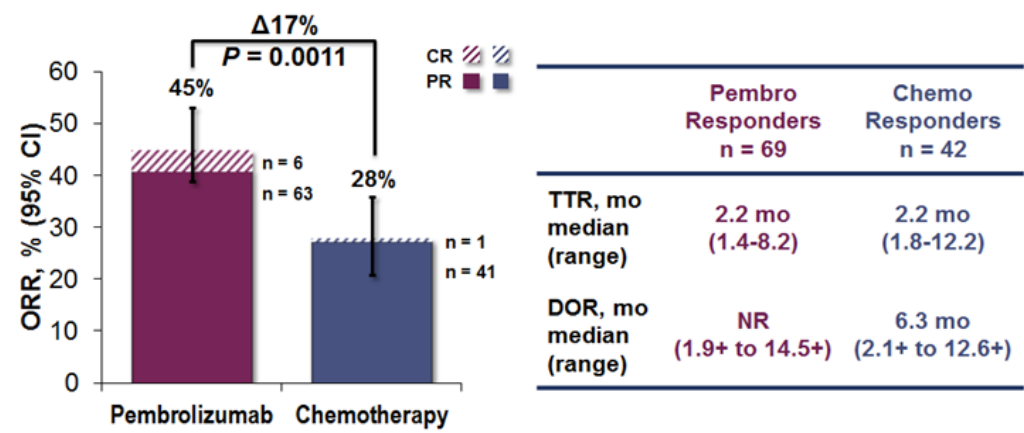 Δ17%
P = 0.0011
CR
PR
ORR, % (95% CI)
60
50
40
30
20
10
0
45%
n = 6
n = 63
28%
n = 1
n = 41
Pembrolizumab Chemotherapy
Pembro
Responders
n = 69
Chemo
Responders
n = 42
TTR, mo
median
(range)
2.2 mo
(1.4-8.2)
2.2 mo
(1.8-12.2)
DOR, mo
median
(range)
NR
(1.9+ to 14.5+)
6.3 mo
(2.1+ to 12.6+)